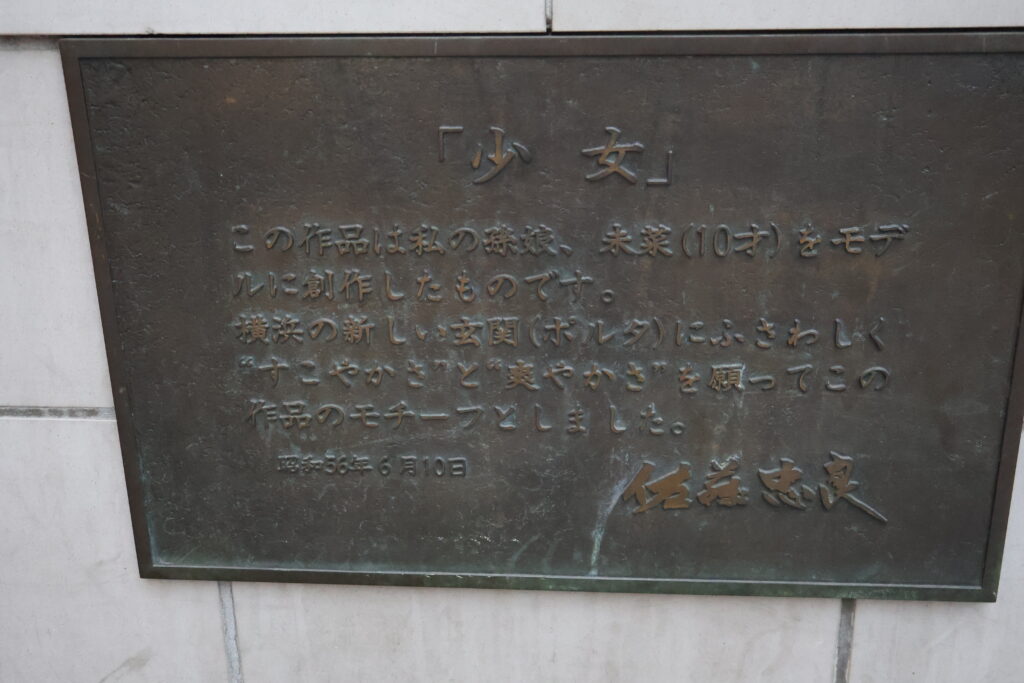 「少女」
この作品は私の孫娘、未菜(10才)をモデ
ルに創作したものです。
横浜の新しい玄関(ポルタ)にふさわしく
“すこやかさ”と“爽やかさ”を願ってこの
作品のモチーフとしました。
昭和56年6月10日
佐藤忠良